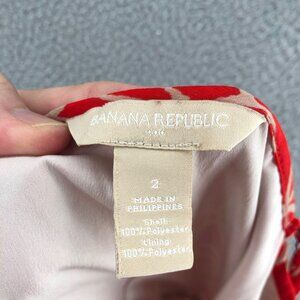 BANANA REPUBLIC
2
MADE IN
PHILIPPINES
Shell:
100% Polyester
Lining:
100% Polyester